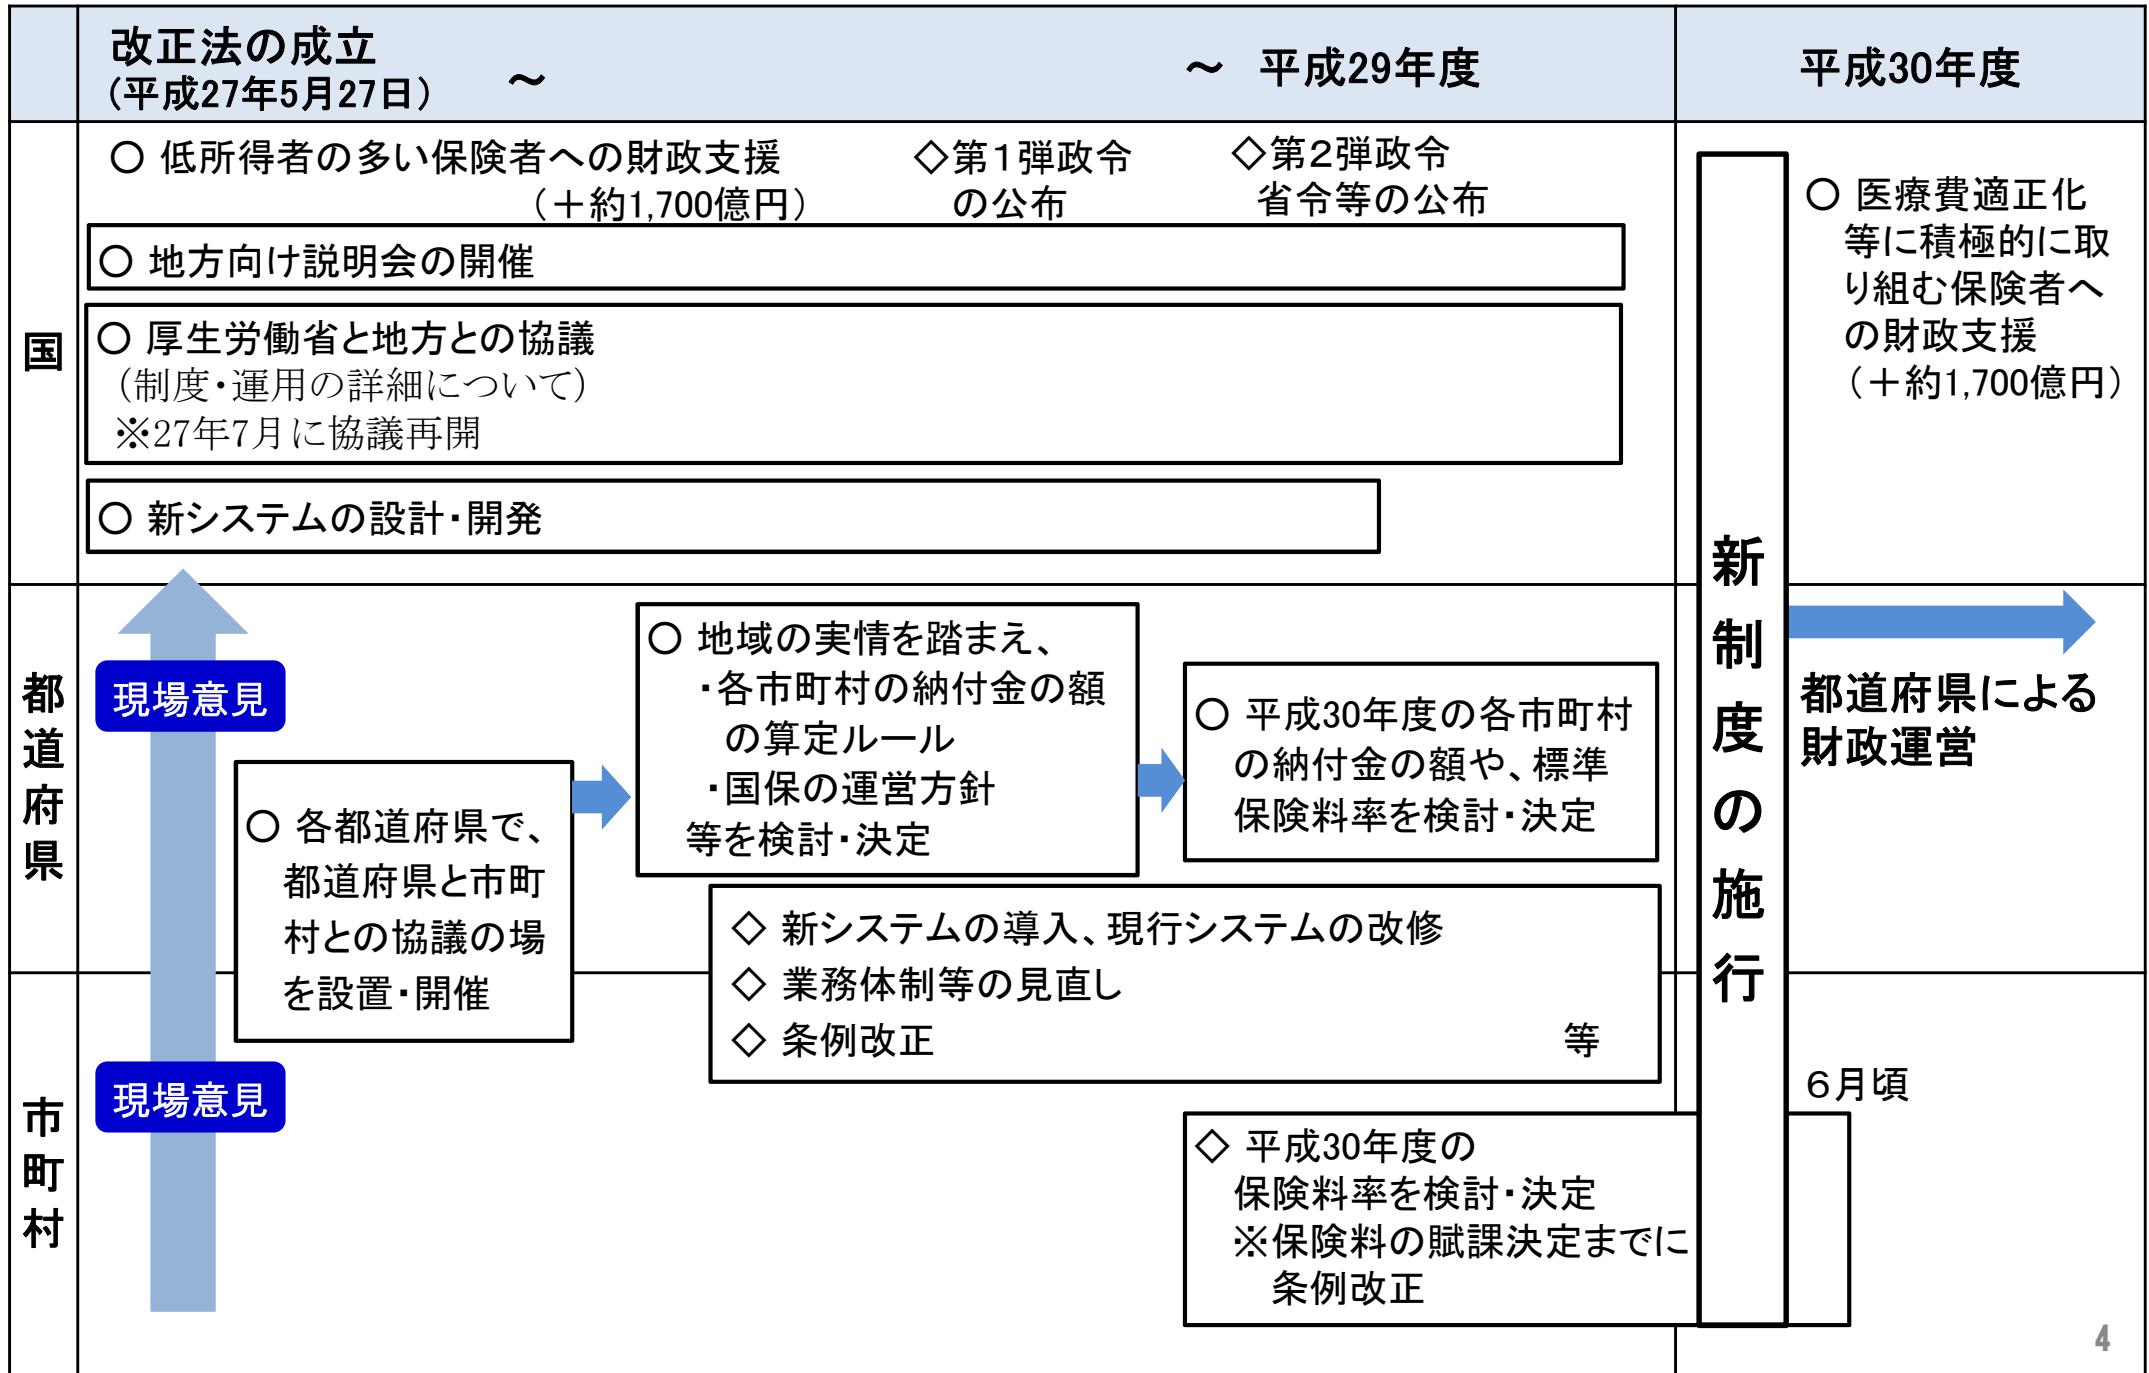 改正法の成立
(平成27年5月27日)　～
～　平成29年度
平成30年度
国
○ 低所得者の多い保険者への財政支援
（＋約1,700億円）
◇第１弾政令
の公布
◇第２弾政令
省令等の公布
○ 地方向け説明会の開催
○ 厚生労働省と地方との協議
（制度・運用の詳細について）
※27年7月に協議再開
○ 新システムの設計・開発
○ 医療費適正化
等に積極的に取
り組む保険者へ
の財政支援
（＋約1,700億円）
新制度の施行
都道府県
現場意見
○ 各都道府県で、
都道府県と市町
村との協議の場
を設置・開催
○ 地域の実情を踏まえ、
・各市町村の納付金の額
の算定ルール
・国保の運営方針
等を検討・決定
○ 平成30年度の各市町村
の納付金の額や、標準
保険料率を検討・決定
都道府県による
財政運営
◇ 新システムの導入、現行システムの改修
◇ 業務体制等の見直し
◇ 条例改正　等
市町村
現場意見
６月頃
◇ 平成30年度の
保険料率を検討・決定
※保険料の賦課決定までに
条例改正
4